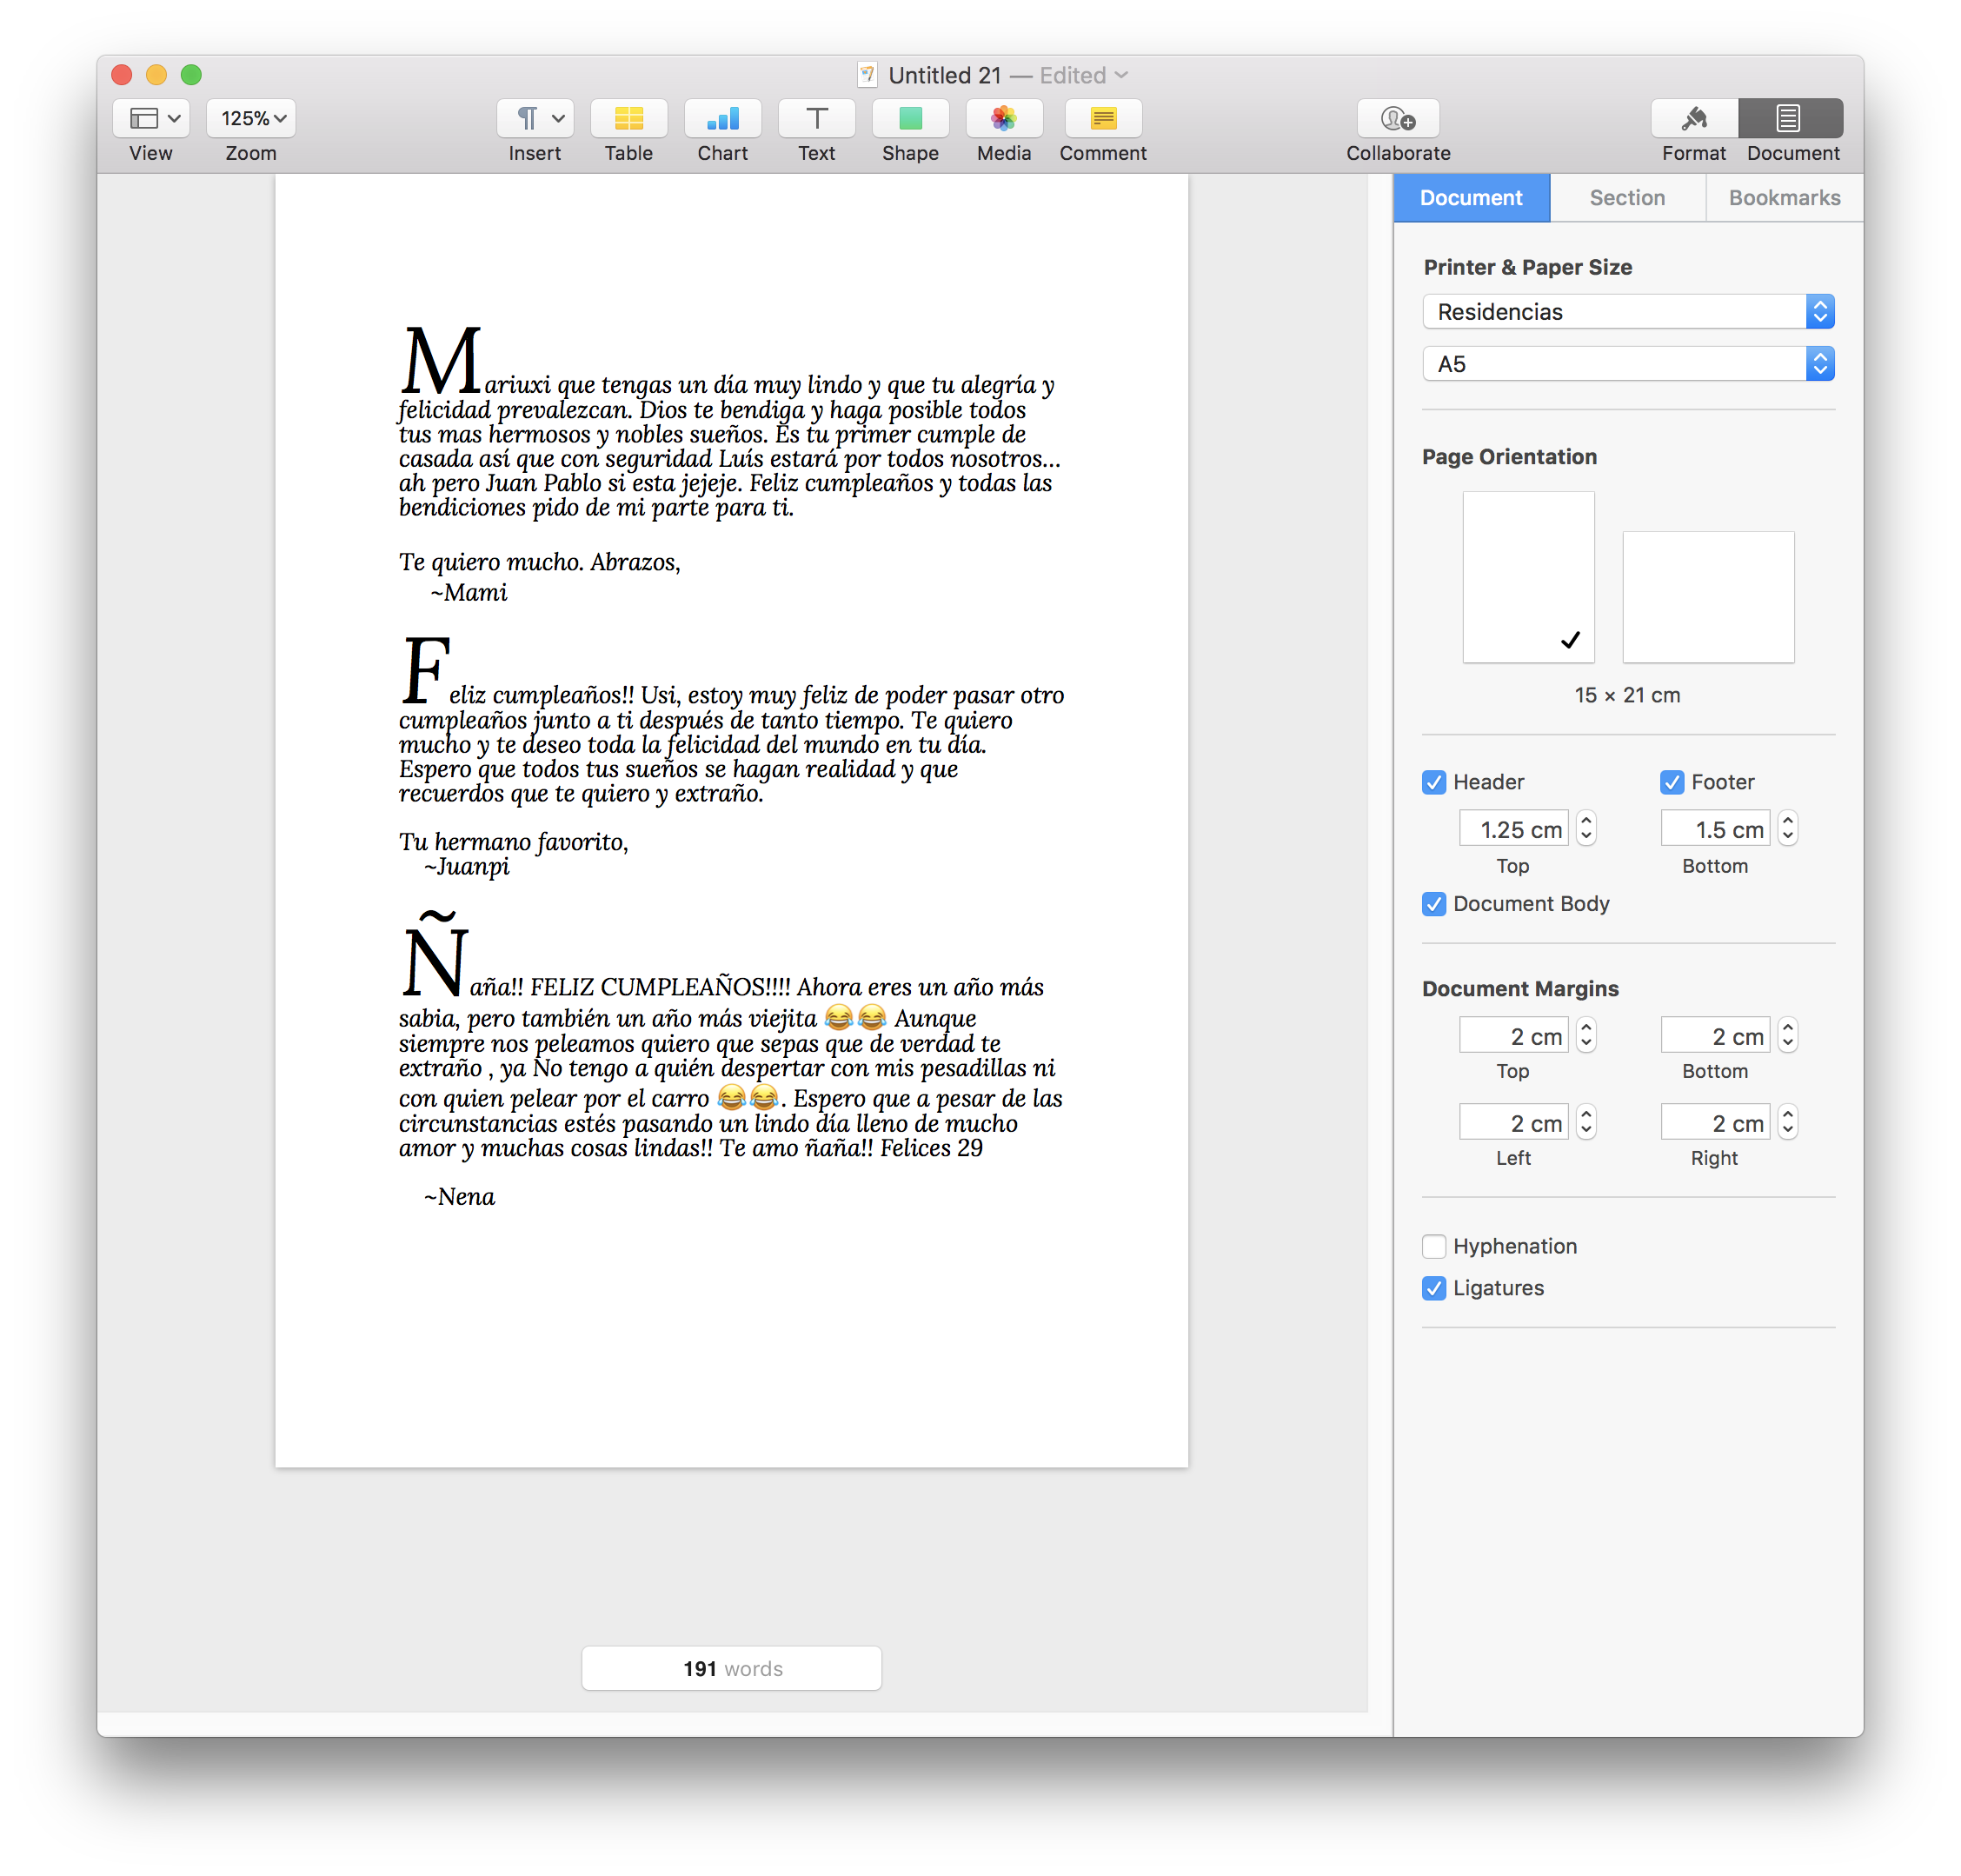 Untitled 21 — Edited
125%
View Zoom Insert Table Chart Text Shape Media Comment Collaborate Format Document
Document Section Bookmarks
Mariuxi que tengas un día muy lindo y que tu alegría y
felicidad prevalezcan. Dios te bendiga y haga posible todos
tus mas hermosos y nobles sueños. Es tu primer cumple de
casada así que con seguridad Luís estará por todos nosotros...
ah pero Juan Pablo si esta jejeje. Feliz cumpleaños y todas las
bendiciones pido de mi parte para ti.
Te quiero mucho. Abrazos,
~Mami
Feliz cumpleaños!! Usi, estoy muy feliz de poder pasar otro
cumpleaños junto a ti después de tanto tiempo. Te quiero
mucho y te deseo toda la felicidad del mundo en tu día.
Espero que todos tus sueños se hagan realidad y que
recuerdos que te quiero y extraño.
Tu hermano favorito,
~Juanpi
Ñaña!! FELIZ CUMPLEAÑOS!!!! Ahora eres un año más
sabia, pero también un año más viejita 😂😂 Aunque
siempre nos peleamos quiero que sepas que de verdad te
extraño , ya No tengo a quién despertar con mis pesadillas ni
con quien pelear por el carro 😂😂. Espero que a pesar de las
circunstancias estés pasando un lindo día lleno de mucho
amor y muchas cosas lindas!! Te amo ñaña!! Felices 29
~Nena
191 words
Printer & Paper Size
Residencias
A5
Page Orientation
15 × 21 cm
Header Footer
1.25 cm 1.5 cm
Top Bottom
Document Body
Document Margins
2 cm 2 cm
Top Bottom
2 cm 2 cm
Left Right
Hyphenation
Ligatures